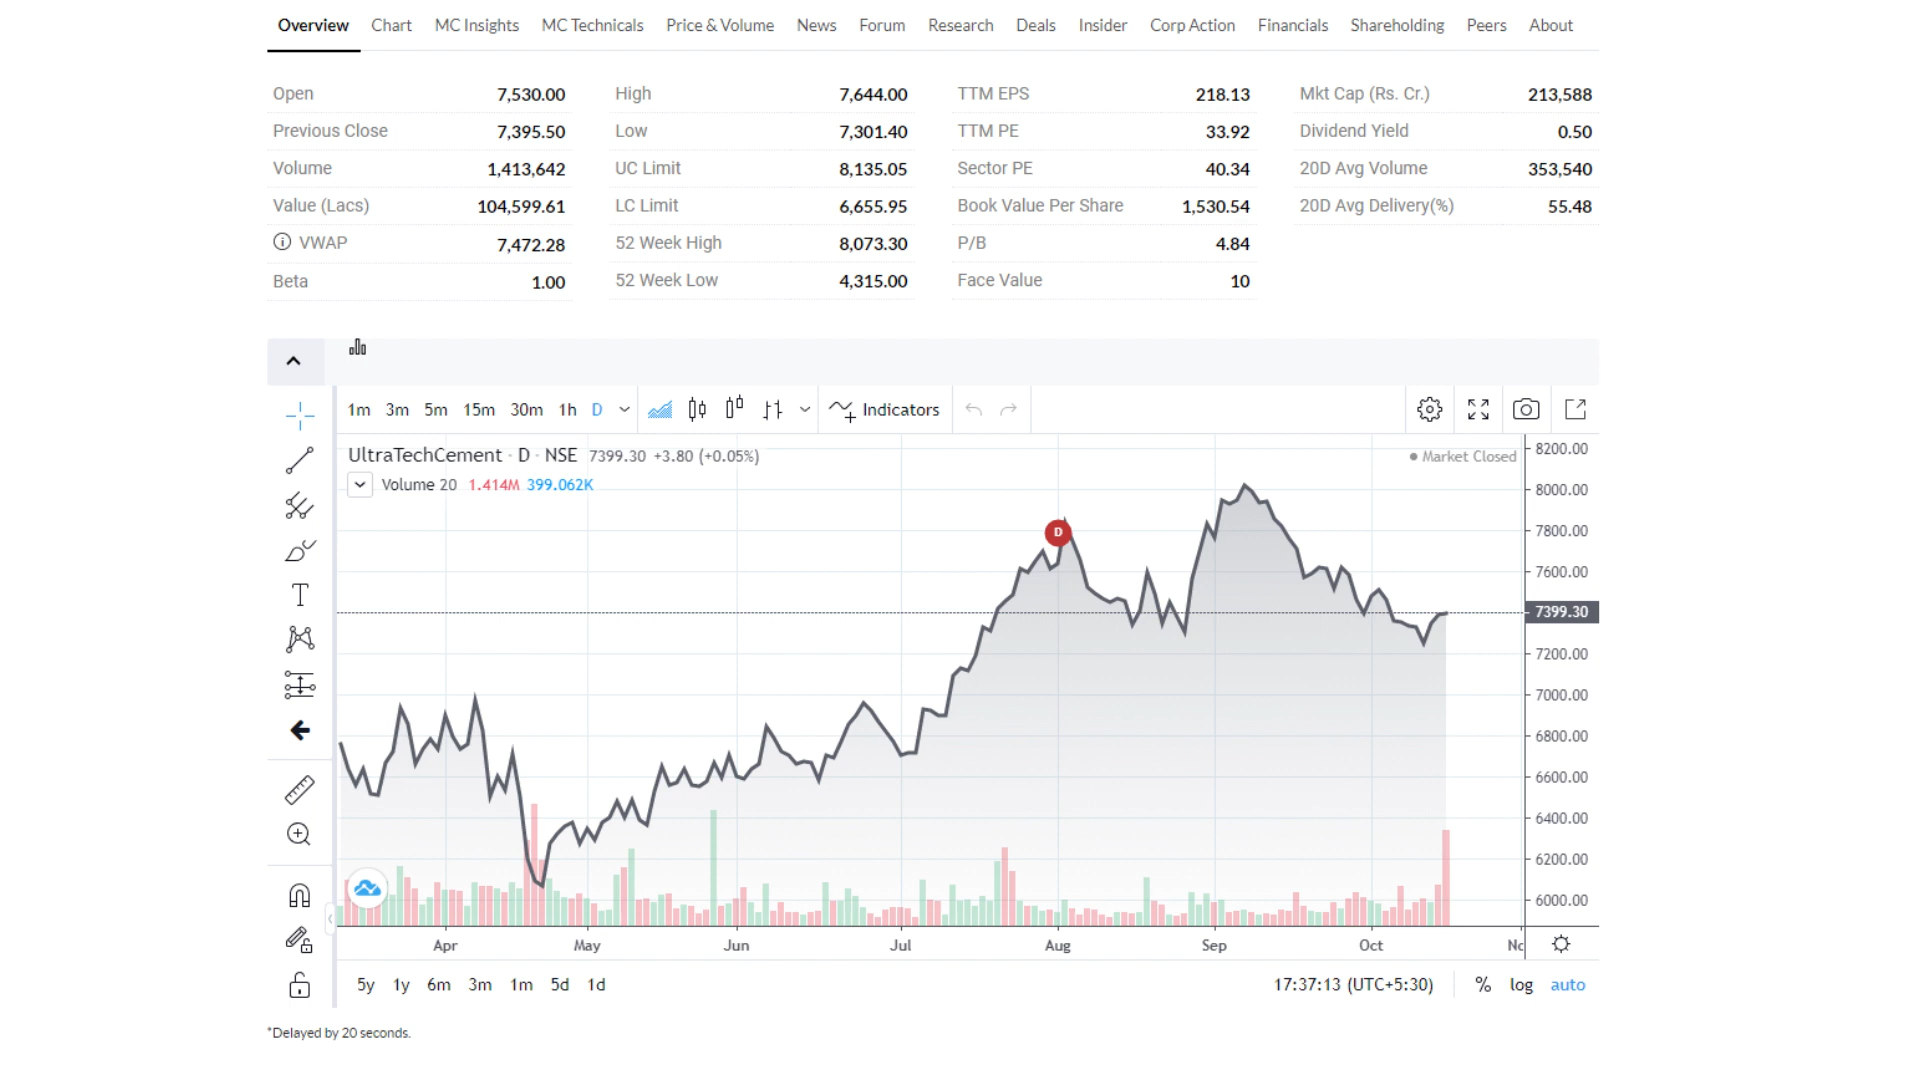 Overview Chart MC Insights MC Technicals Price & Volume News Forum Research Deals Insider Corp Action Financials Shareholding Peers About
Open 7,530.00 High 7,644.00 TTM EPS 218.13 Mkt Cap (Rs. Cr.) 213,588
Previous Close 7,395.50 Low 7,301.40 TTM PE 33.92 Dividend Yield 0.50
Volume 1,413,642 UC Limit 8,135.05 Sector PE 40.34 20D Avg Volume 353,540
Value (Lacs) 104,599.61 LC Limit 6,655.95 Book Value Per Share 1,530.54 20D Avg Delivery(%) 55.48
VWAP 7,472.28 52 Week High 8,073.30 P/B 4.84
Beta 1.00 52 Week Low 4,315.00 Face Value 10
1m 3m 5m 15m 30m 1h D Indicators
UltraTechCement · D · NSE 7399.30 +3.80 (+0.05%) Market Closed
Volume 20 1.414M 399.062K
8200.00
8000.00
D
7800.00
7600.00
7399.30
7200.00
7000.00
6800.00
6600.00
6400.00
6200.00
6000.00
Apr May Jun Jul Aug Sep Oct Nc
5y 1y 6m 3m 1m 5d 1d 17:37:13 (UTC+5:30) % log auto
*Delayed by 20 seconds.